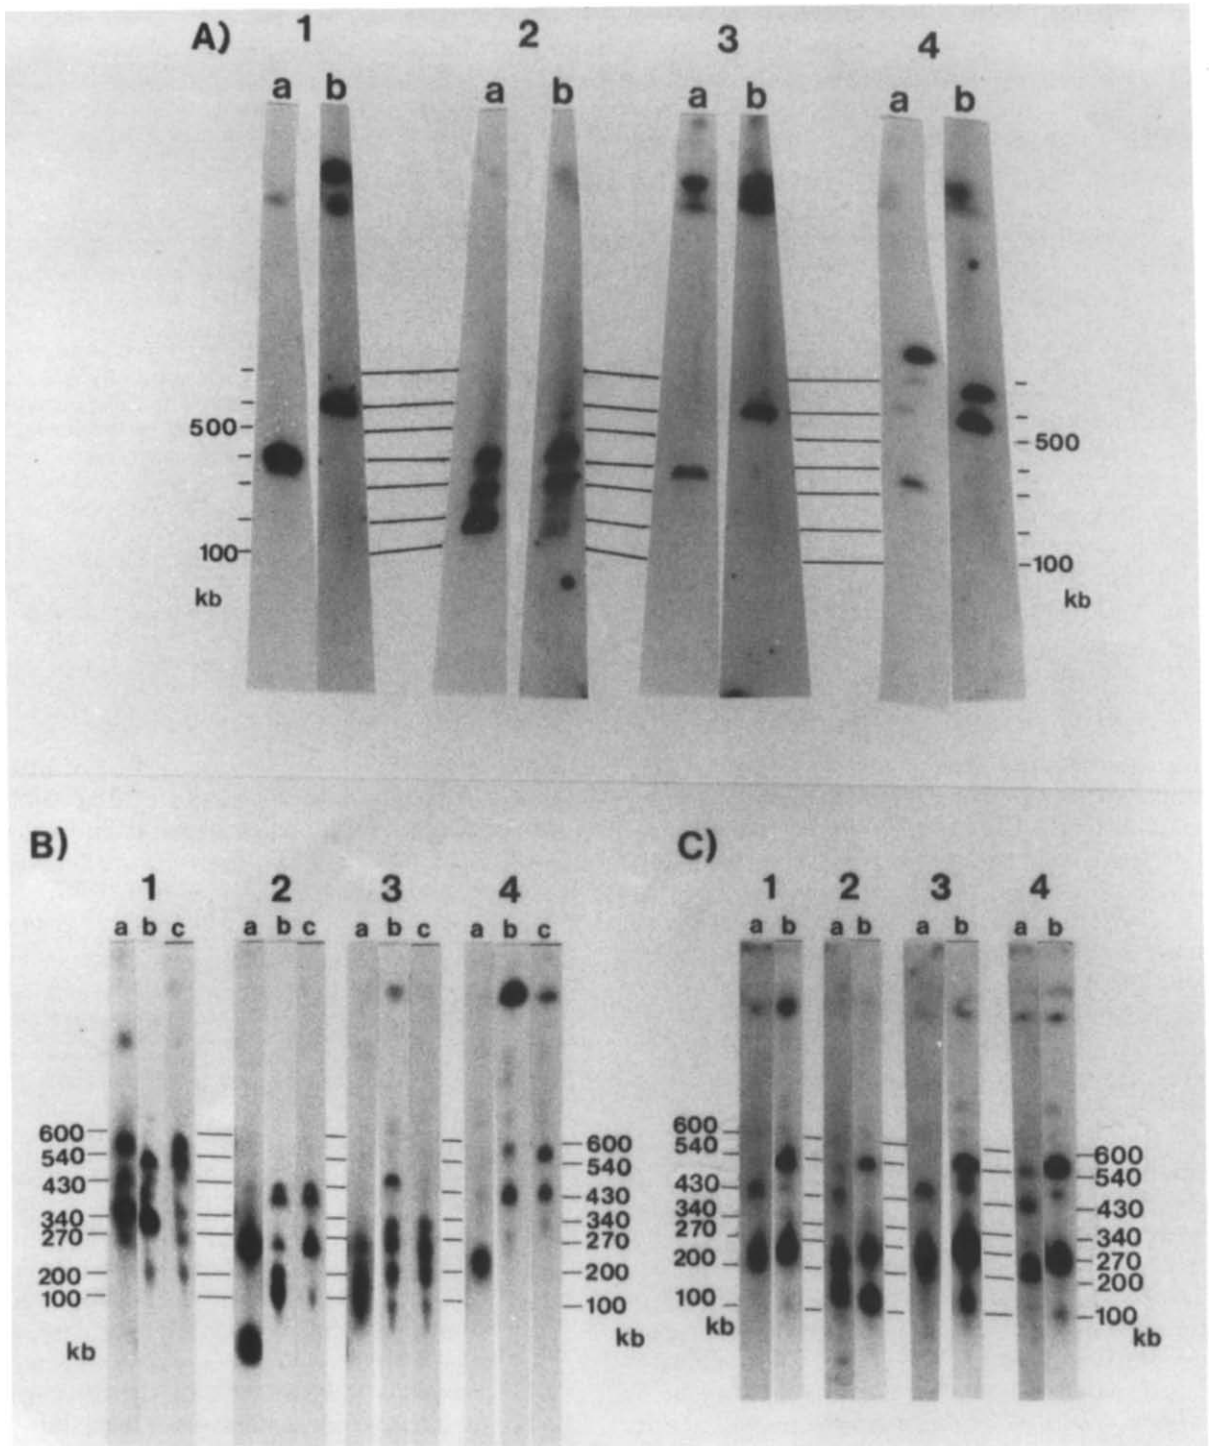 A) 1 2 3 4
a b a b a b a b
500 500
100 100
kb kb
B) C)
1 2 3 4 1 2 3 4
a b c a b c a b c a b c a b a b a b a b
600 600 600 600
540 540 540 540
430 430 430 430
340 340 340 340
270 270 270 270
200 200 200 200
100 100 100 100
kb kb kb kb